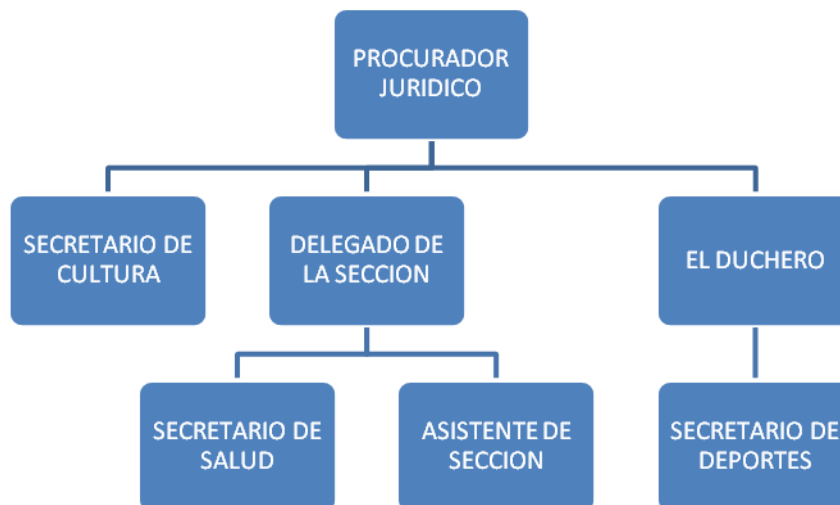 PROCURADOR
JURIDICO
SECRETARIO DE
CULTURA
DELEGADO DE
LA SECCION
EL DUCHERO
SECRETARIO DE
SALUD
ASISTENTE DE
SECCION
SECRETARIO DE
DEPORTES